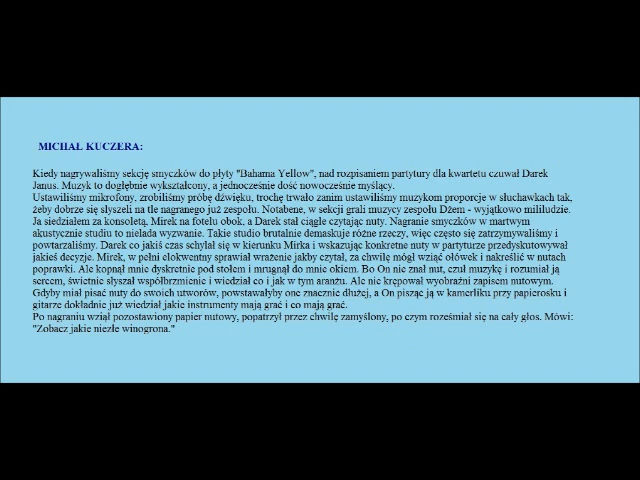 MICHAŁ KUCZERA:
Kiedy nagrywaliśmy sekcję smyczków do płyty "Bahama Yellow", nad rozpisaniem partytury dla kwartetu czuwał Darek
Janus. Muzyk to dogłębnie wykształcony, a jednocześnie dość nowocześnie myślący.
Ustawiliśmy mikrofony, zrobiliśmy próbę dźwięku, trochę trwało zanim ustawiliśmy muzykom proporcje w słuchawkach tak,
żeby dobrze się slyszeli na tle nagranego już zespołu. Notabene, w sekcji grali muzycy zespołu Dżem - wyjątkowo mililudzie.
Ja siedziałem za konsoletą, Mirek na fotelu obok, a Darek stał ciągle czytając nuty. Nagranie smyczków w martwym
akustycznie studiu to nielada wyzwanie. Takie studio brutalnie demaskuje różne rzeczy, więc często się zatrzymywaliśmy i
powtarzaliśmy. Darek co jakiś czas schylał się w kierunku Mirka i wskazując konkretne nuty w partyturze przedyskutowywał
jakieś decyzje. Mirek, w pełni elokwentny sprawiał wrażenie jakby czytał, za chwilę mógł wziąć ołówek i nakreślić w nutach
poprawki. Ale kopnął mnie dyskretnie pod stołem i mrugnął do mnie okiem. Bo On nie znał nut, czuł muzykę i rozumiał ją
sercem, świetnie słyszał współbrzmienie i wiedział co i jak w tym aranżu. Ale nie krępował wyobraźni zapisem nutowym.
Gdyby miał pisać nuty do swoich utworów, powstawałyby one znacznie dłużej, a On pisząc ją w kamerliku przy papierosku i
gitarze dokładnie już wiedział jakie instrumenty mają grać i co mają grać.
Po nagraniu wziął pozostawiony papier nutowy, popatrzył przez chwilę zamyślony, po czym roześmiał się na cały głos. Mówi:
"Zobacz jakie niezłe winogrona."